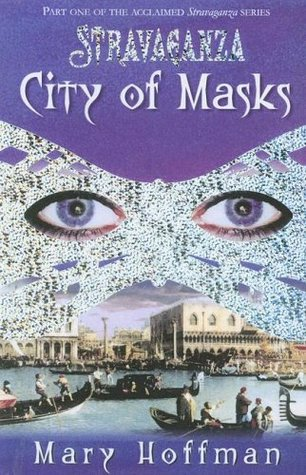 PART ONE OF THE ACCLAIMED Stravaganza SERIES
STRAVAGANZA
City of Masks
Mary Hoffman